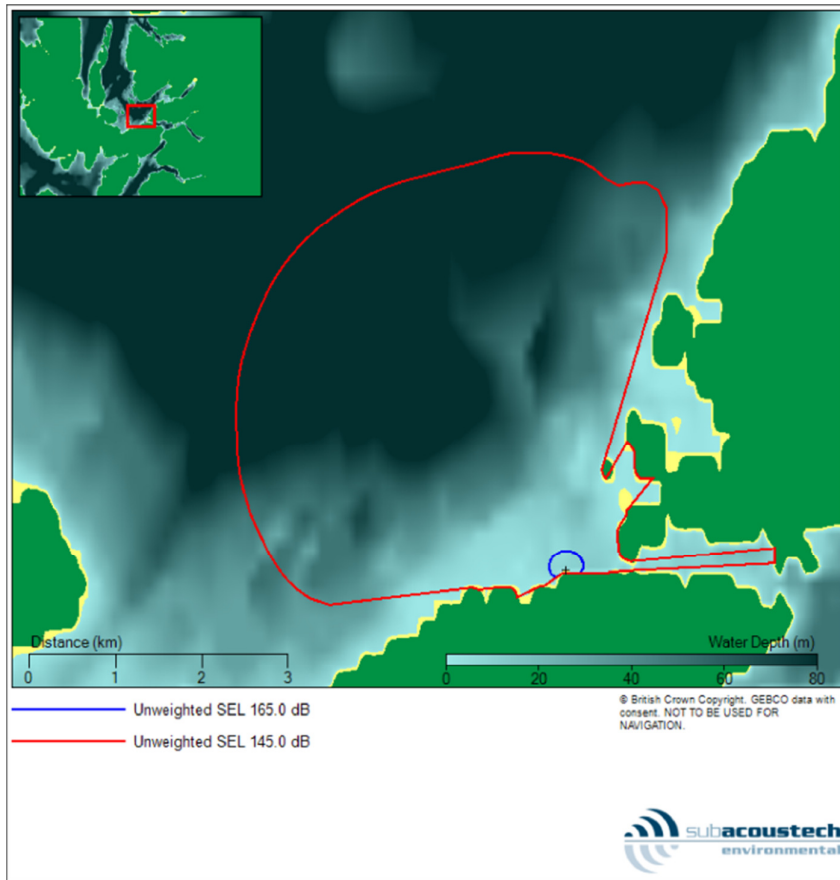 Distance (km)
0 1 2 3
Water Depth (m)
0 20 40 60 80
Unweighted SEL 165.0 dB
Unweighted SEL 145.0 dB
© British Crown Copyright. GEBCO data with
consent. NOT TO BE USED FOR
NAVIGATION.
subacoustech
environmental